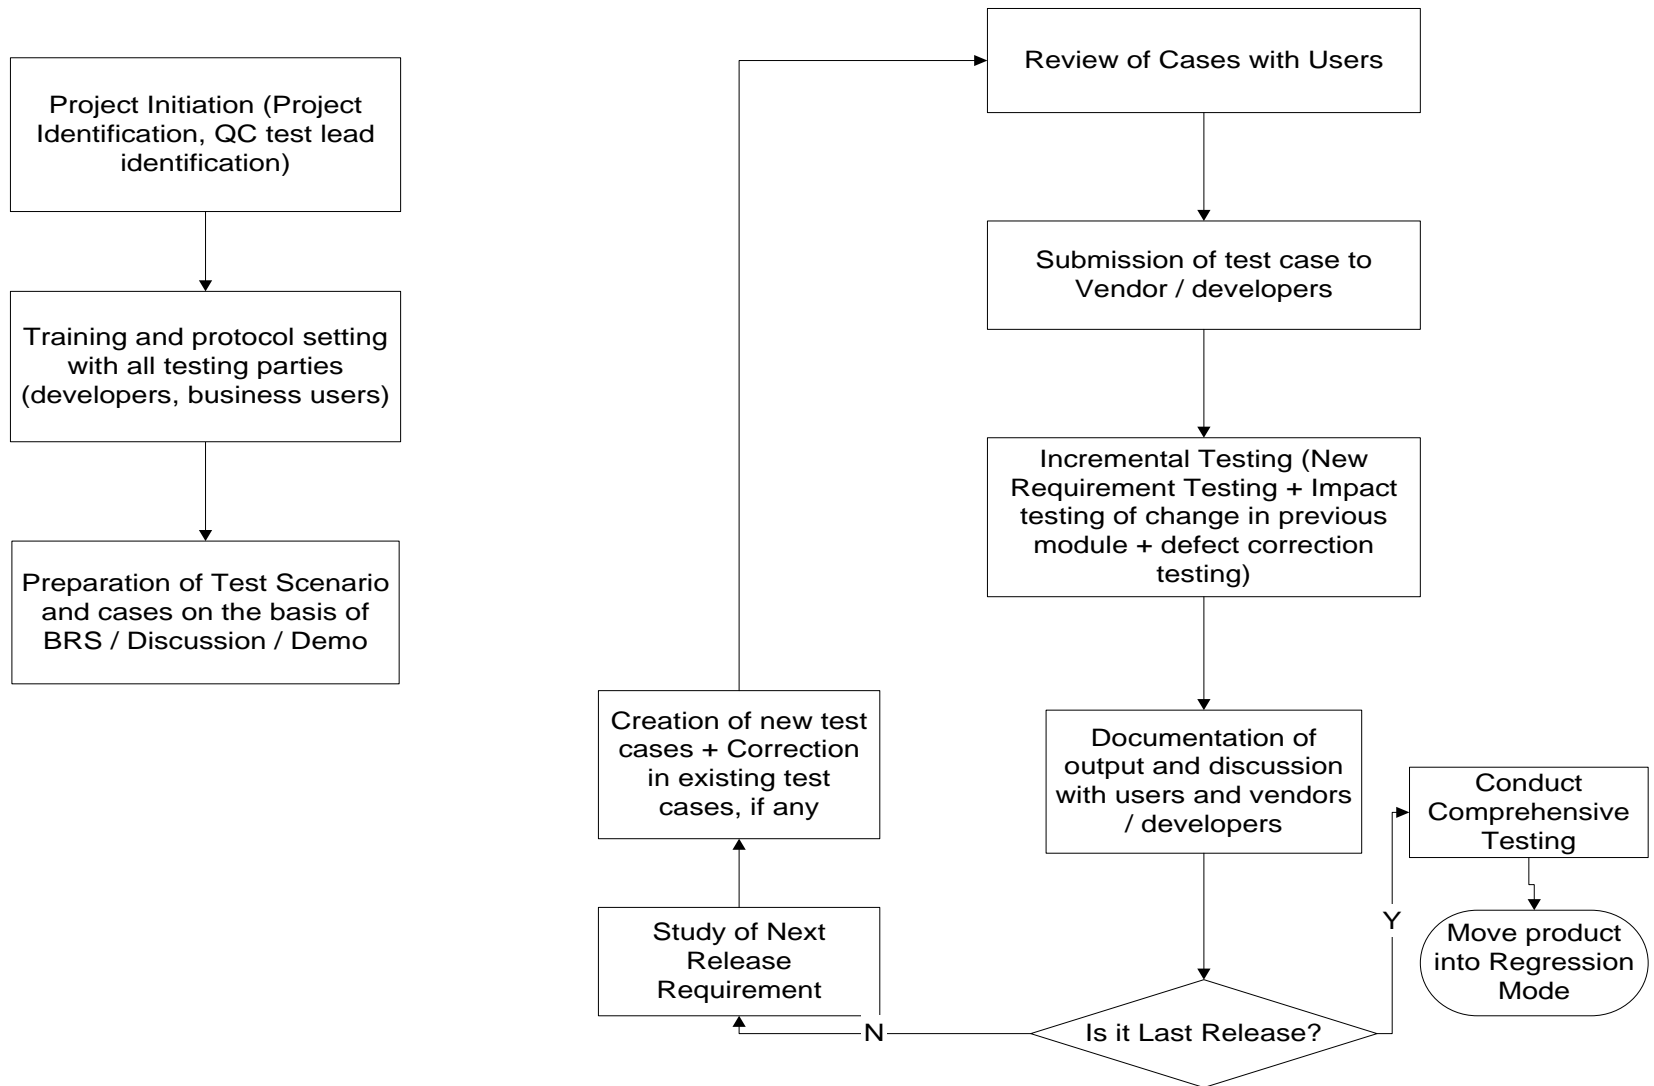 Project Initiation (Project
Identification, QC test lead
identification)
Training and protocol setting
with all testing parties
(developers, business users)
Preparation of Test Scenario
and cases on the basis of
BRS / Discussion / Demo
Review of Cases with Users
Submission of test case to
Vendor / developers
Incremental Testing (New
Requirement Testing + Impact
testing of change in previous
module + defect correction
testing)
Documentation of
output and discussion
with users and vendors
/ developers
Is it Last Release?
N
Study of Next
Release
Requirement
Creation of new test
cases + Correction
in existing test
cases, if any
Y
Conduct
Comprehensive
Testing
Move product
into Regression
Mode